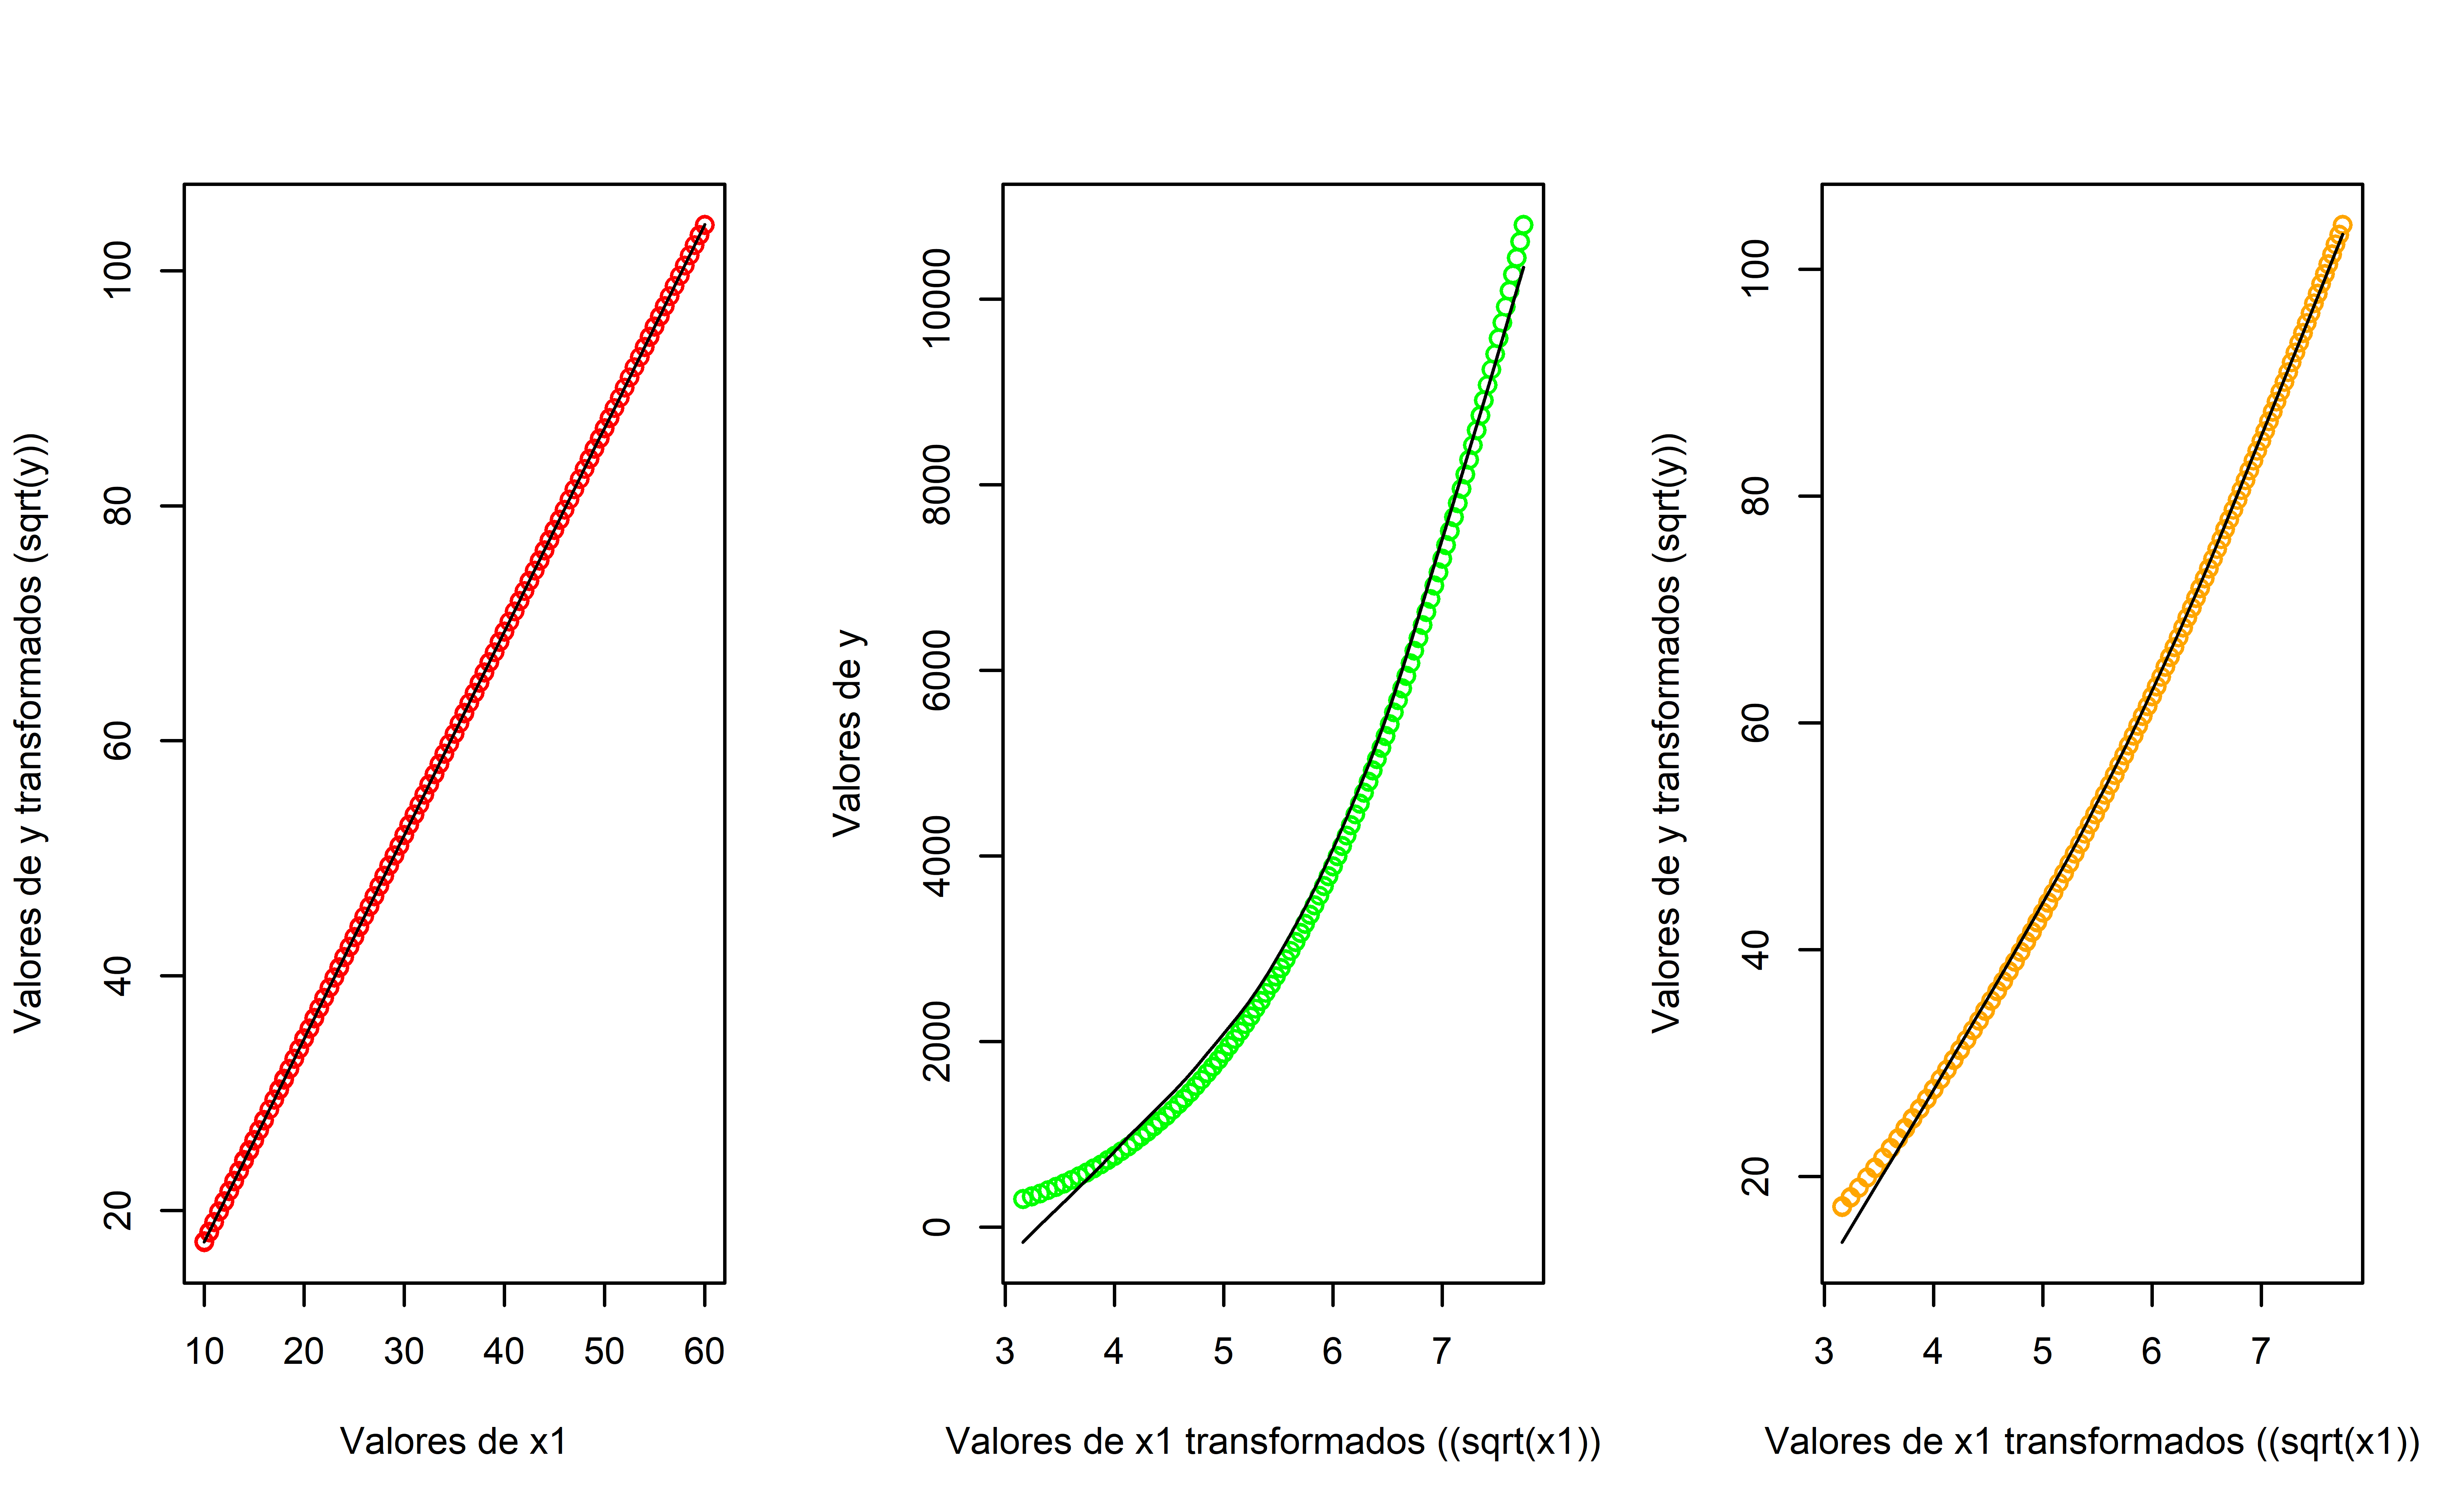 Valores de y transformados (sqrt(y))
100
80
60
40
20
10 20 30 40 50 60
Valores de x1
Valores de y
10000
8000
6000
4000
2000
0
3 4 5 6 7
Valores de x1 transformados ((sqrt(x1))
Valores de y transformados (sqrt(y))
100
80
60
40
20
3 4 5 6 7
Valores de x1 transformados ((sqrt(x1))